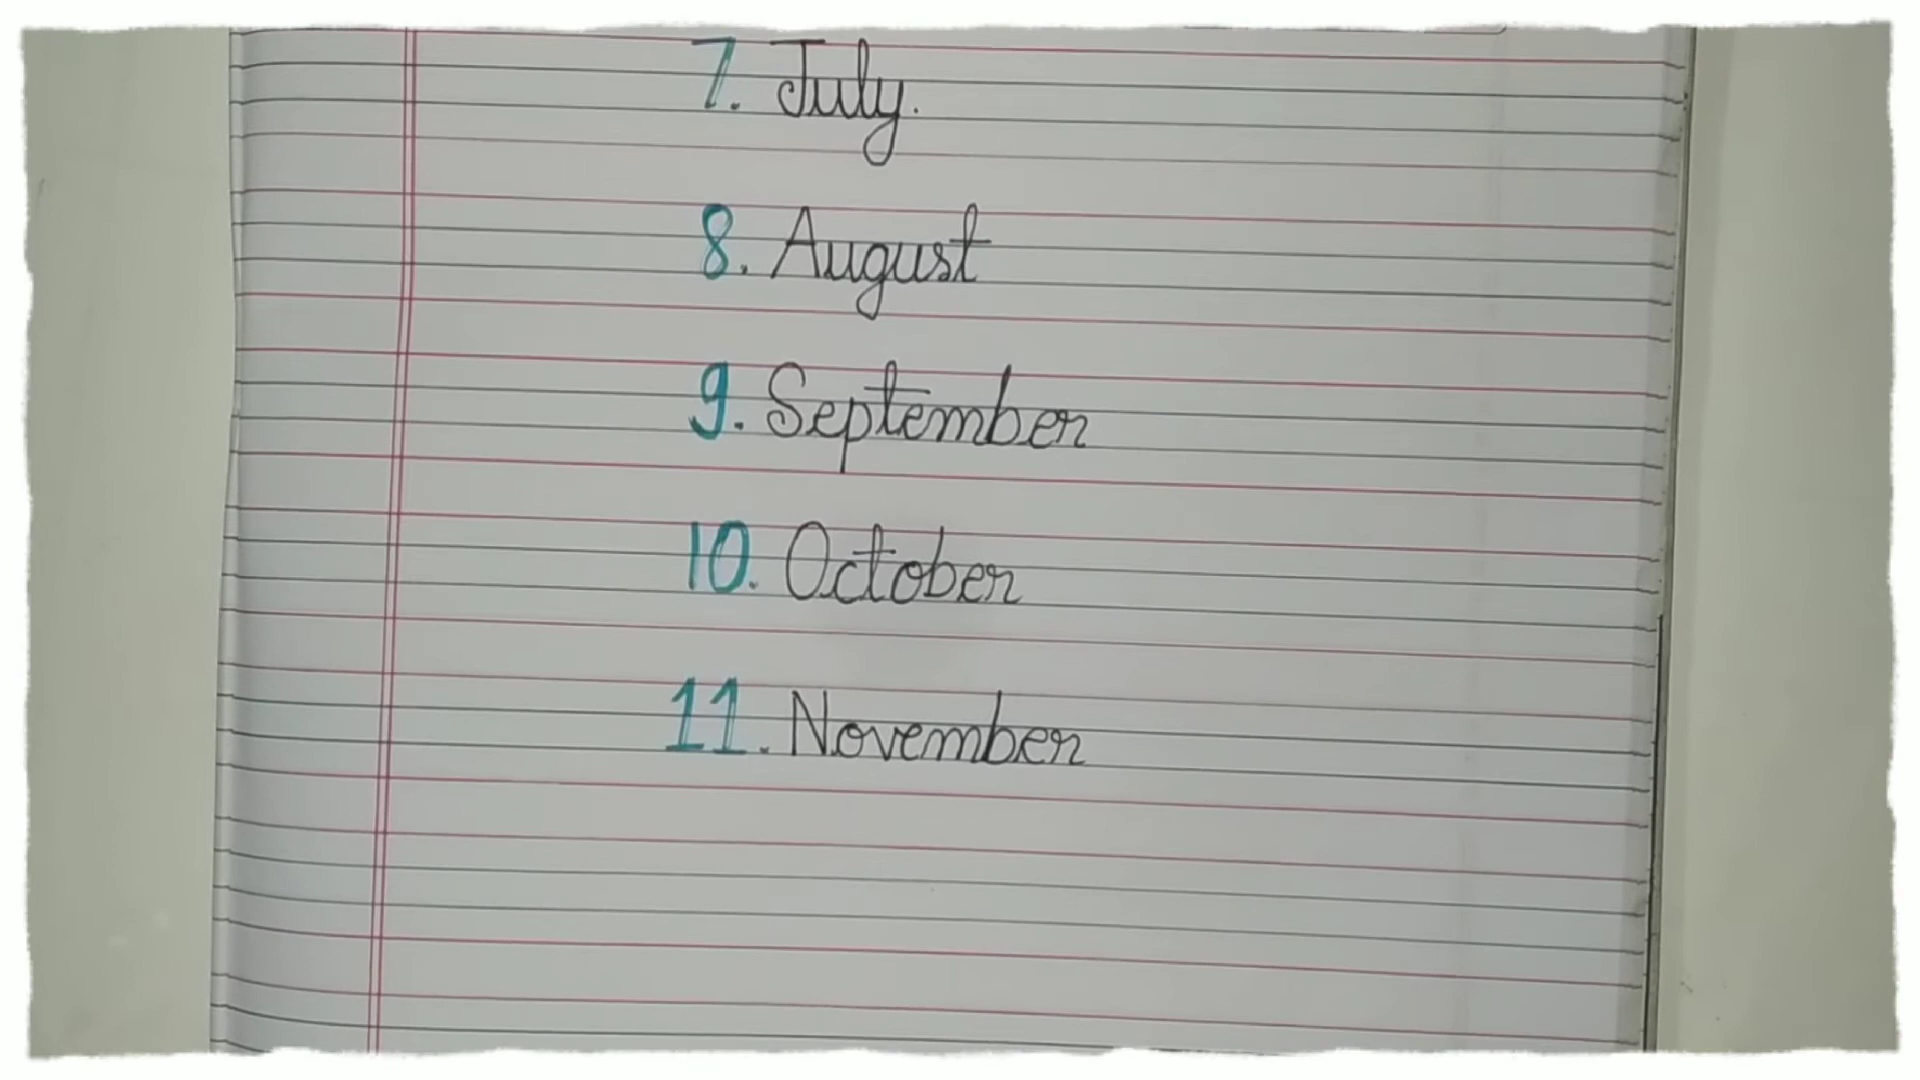 7. July.
8. August
9. September
10. October
11. November